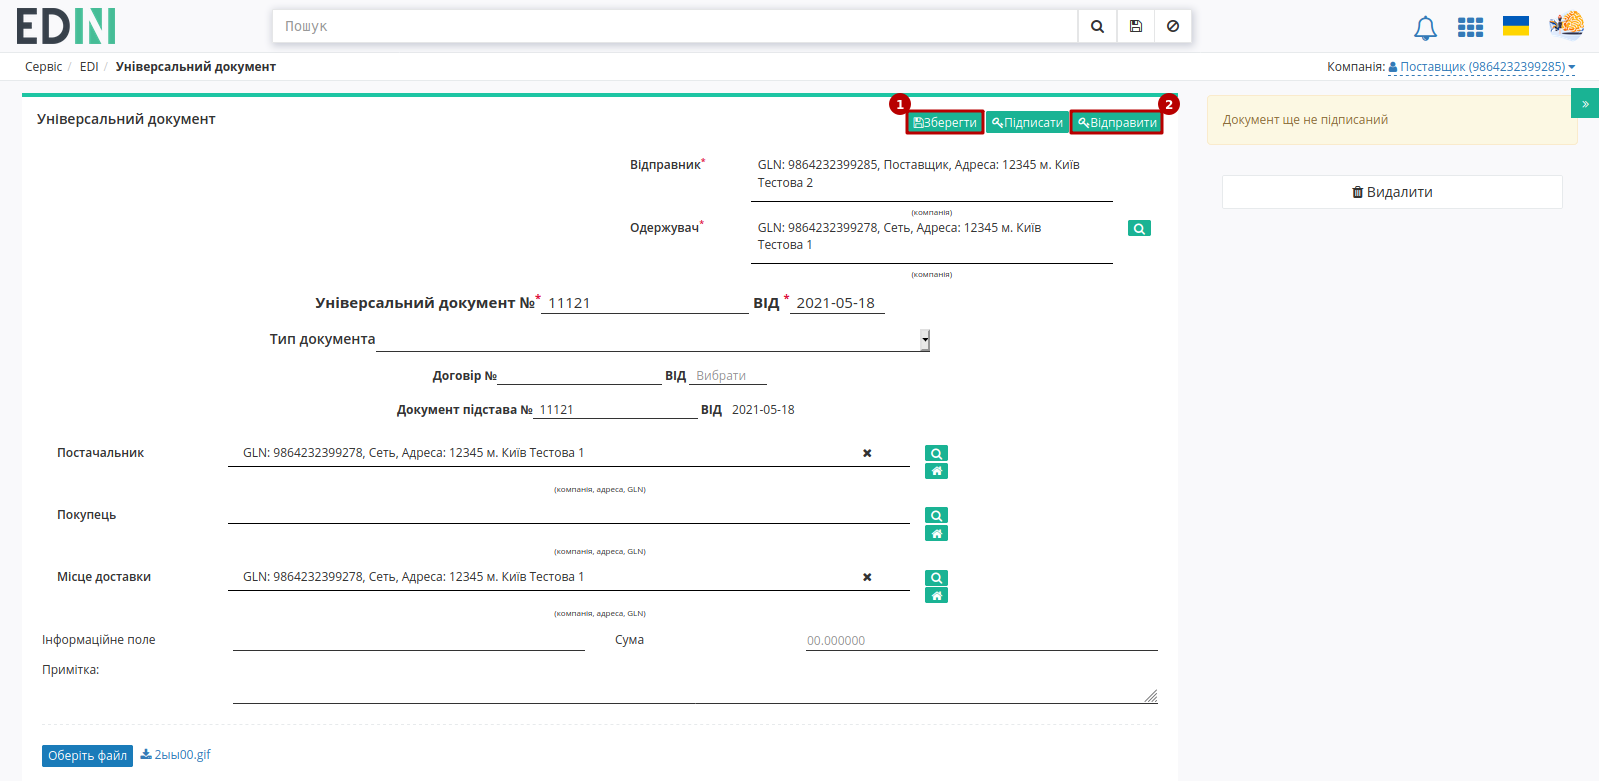 EDIN
Пошук
Сервіс / EDI / Універсальний документ
Компанія: Поставщик (9864232399285)
»
1
2
Універсальний документ
Зберегти
Підписати
Відправити
Документ ще не підписаний
Видалити
Відправник*
GLN: 9864232399285, Поставщик, Адреса: 12345 м. Київ
Тестова 2
(компанія)
Одержувач*
GLN: 9864232399278, Сеть, Адреса: 12345 м. Київ
Тестова 1
(компанія)
Універсальний документ №* 11121 ВІД * 2021-05-18
Тип документа
Договір № ВІД Вибрати
Документ підстава № 11121 ВІД 2021-05-18
Постачальник GLN: 9864232399278, Сеть, Адреса: 12345 м. Київ Тестова 1
(компанія, адреса, GLN)
Покупець
(компанія, адреса, GLN)
Місце доставки GLN: 9864232399278, Сеть, Адреса: 12345 м. Київ Тестова 1
(компанія, адреса, GLN)
Інформаційне поле Сума 00.000000
Примітка:
Оберіть файл 2ыы00.gif